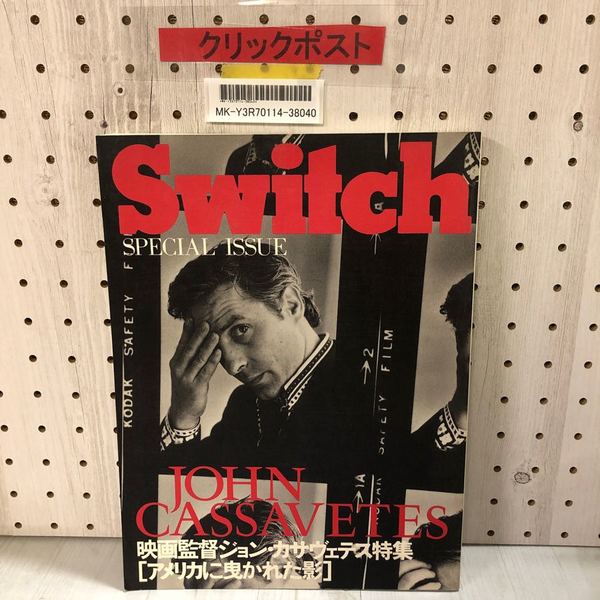 クリックポスト
MK-Y3R70114-38040
Switch
SPECIAL ISSUE
KODAK SAFETY F
→2
SAFETY FILM
→1A
JOHN
CASSAVETES
映画監督ジョン・カサヴェテス特集
[アメリカに曳かれた影]